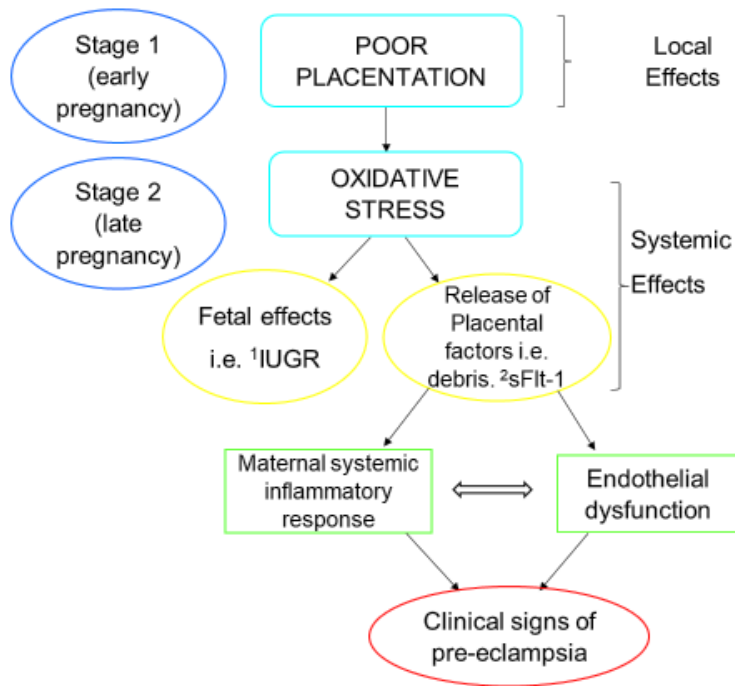 Stage 1
(early
pregnancy)
POOR
PLACENTATION
Local
Effects
Stage 2
(late
pregnancy)
OXIDATIVE
STRESS
Systemic
Effects
Fetal effects
i.e. ¹IUGR
Release of
Placental
factors i.e.
debris. ²sFlt-1
Maternal systemic
inflammatory
response
Endothelial
dysfunction
Clinical signs of
pre-eclampsia